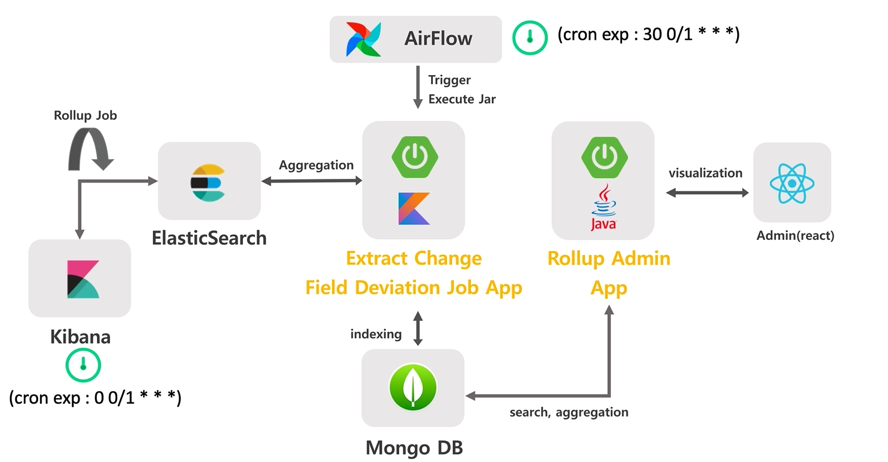 AirFlow
(cron exp : 30 0/1 * * *)
Trigger
Execute Jar
Rollup Job
Aggregation
visualization
Java
ElasticSearch
Admin(react)
Extract Change
Field Deviation Job App
Rollup Admin
App
Kibana
(cron exp : 0 0/1 * * *)
indexing
search, aggregation
Mongo DB